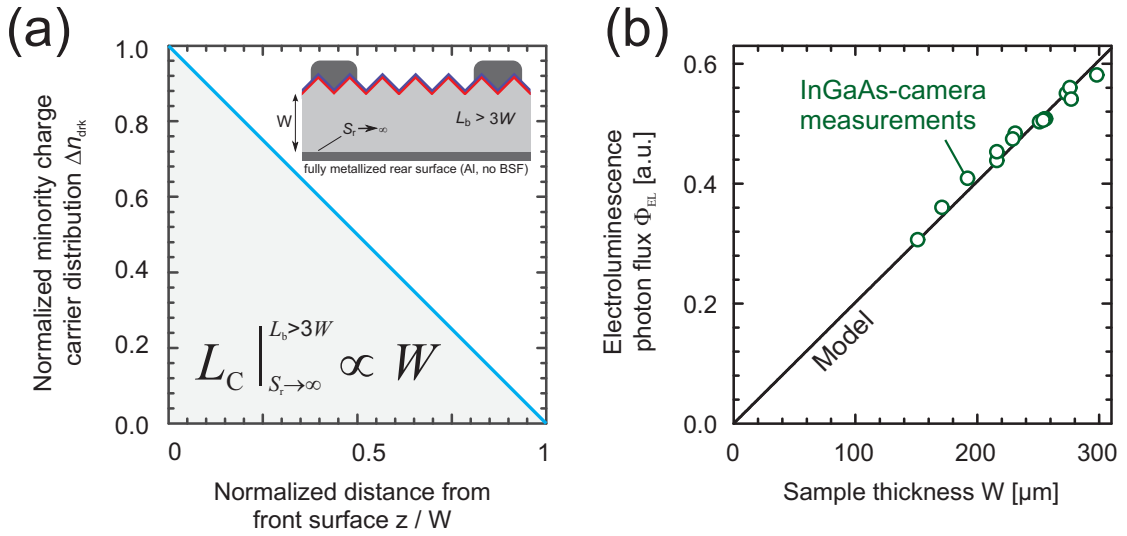 (a)
Normalized minority charge
carrier distribution Δn_drk
1.0
0.8
0.6
0.4
0.2
0.0
0
0.5
1
Normalized distance from
front surface z / W
W
S_r→∞
L_b > 3W
fully metallized rear surface (Al, no BSF)
L_C | L_b>3W S_r→∞ ∝ W
(b)
Electroluminescence
photon flux Φ_EL [a.u.]
0.6
0.4
0.2
0.0
0
100
200
300
Sample thickness W [µm]
InGaAs-camera
measurements
Model